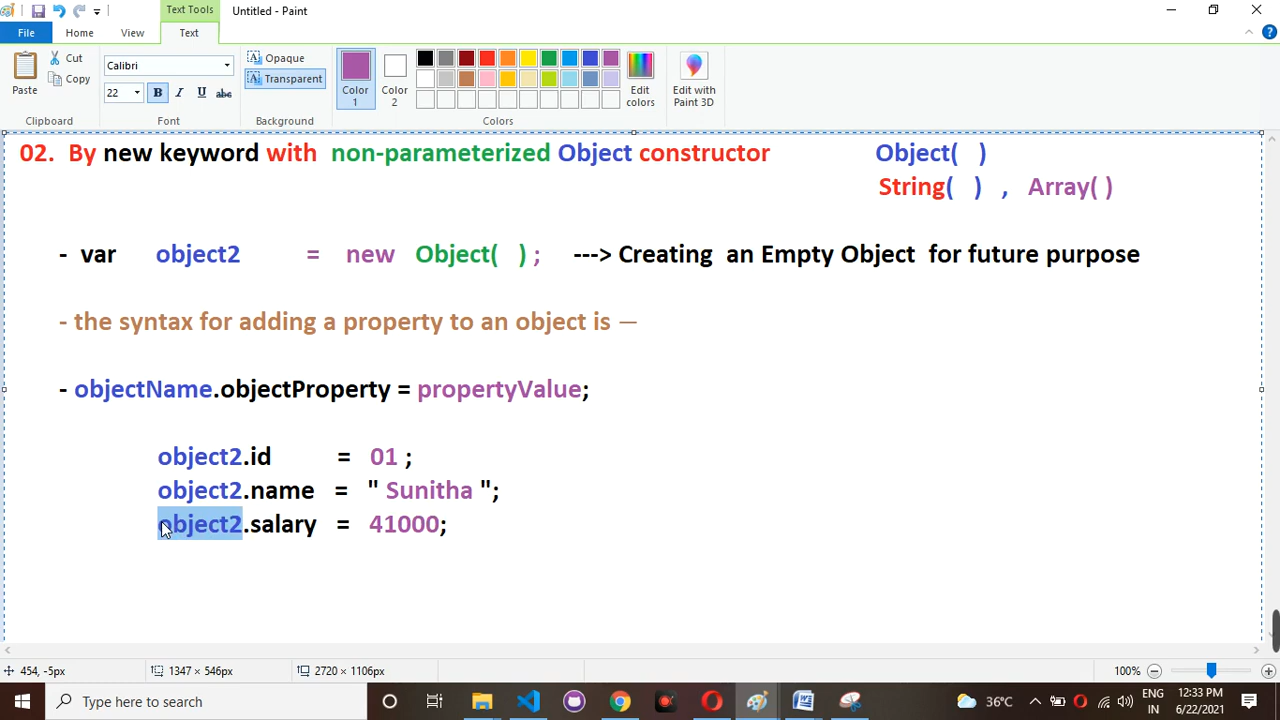 Text Tools
Untitled - Paint
File
Home
View
Text
Paste
Cut
Copy
Clipboard
Calibri
22
B I U abc
Font
Opaque
Transparent
Background
Color 1
Color 2
Edit colors
Colors
Edit with Paint 3D
02. By new keyword with non-parameterized Object constructor Object( )
String( ) , Array( )
- var object2 = new Object( ) ; ---> Creating an Empty Object for future purpose
- the syntax for adding a property to an object is —
- objectName.objectProperty = propertyValue;
object2.id = 01 ;
object2.name = " Sunitha ";
object2.salary = 41000;
454, -5px
1347 × 546px
2720 × 1106px
100%
Type here to search
36°C
ENG
IN
12:33 PM
6/22/2021